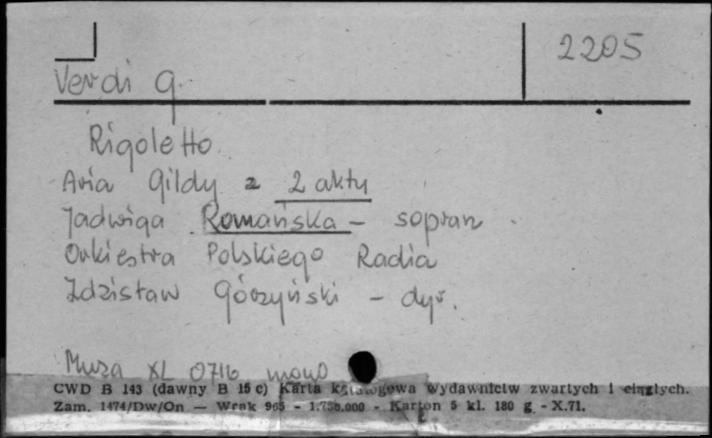 2205
Verdi G.
Rigoletto
Aria Gildy z 2 aktu
Jadwiga Romańska – sopran
Orkiestra Polskiego Radia
Zdzisław Górzyński – dyr.
Muza XL 0716 mono
CWD B 143 (dawny B 15 c) Karta katalogowa wydawnictw zwartych i ciągłych.
Zam. 1474/Dw/On — Wrak 965 - 1.750.000 - Karton 5 kl. 180 g - X.71.